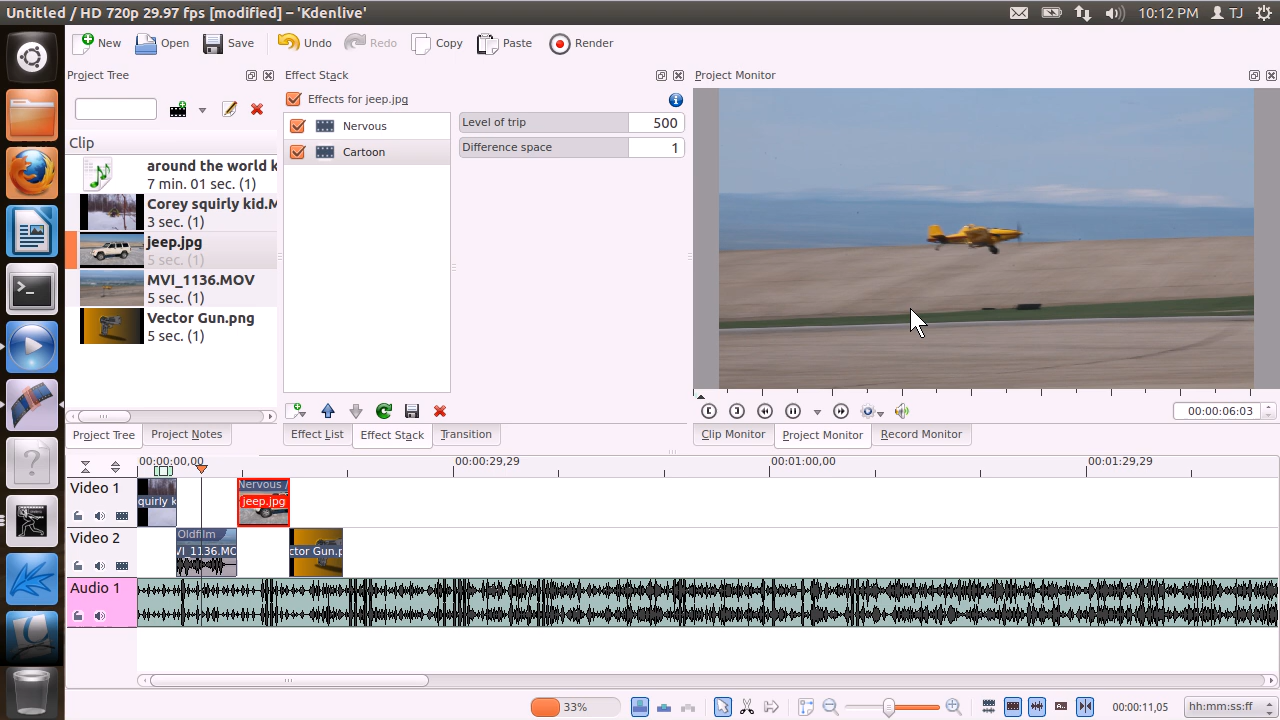 Untitled / HD 720p 29.97 fps [modified] – 'Kdenlive'
10:12 PM TJ
New Open Save Undo Redo Copy Paste Render
Project Tree
Effect Stack
Project Monitor
Effects for jeep.jpg
Clip
Nervous
Cartoon
Level of trip 500
Difference space 1
around the world k
7 min. 01 sec. (1)
Corey squirly kid.M
3 sec. (1)
jeep.jpg
5 sec. (1)
MVI_1136.MOV
5 sec. (1)
Vector Gun.png
5 sec. (1)
00:00:06:03
Project Tree Project Notes
Effect List Effect Stack Transition
Clip Monitor Project Monitor Record Monitor
00:00:00,00 00:00:29,29 00:01:00,00 00:01:29,29
Video 1
Nervous /
quirly k
jeep.jpg
Video 2
Oldfilm
VI_1136.MO
ctor Gun.p
Audio 1
33%
00:00:11,05
hh:mm:ss:ff